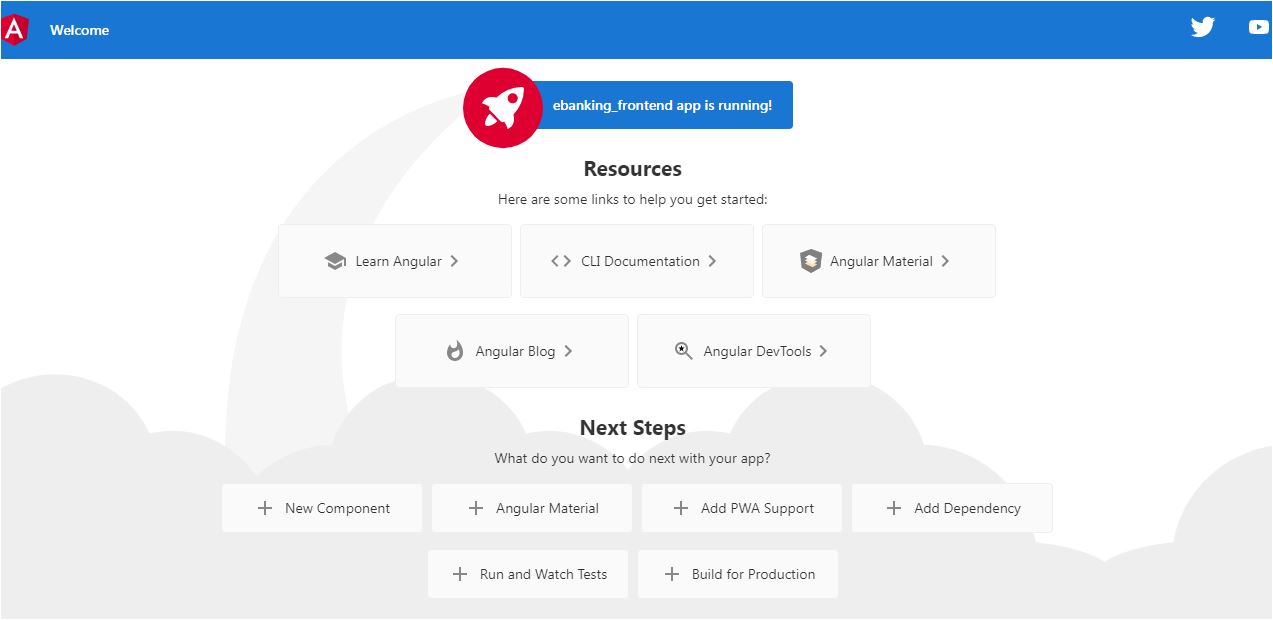 A Welcome
ebanking_frontend app is running!
Resources
Here are some links to help you get started:
Learn Angular CLI Documentation Angular Material
Angular Blog Angular DevTools
Next Steps
What do you want to do next with your app?
New Component Angular Material Add PWA Support Add Dependency
Run and Watch Tests Build for Production